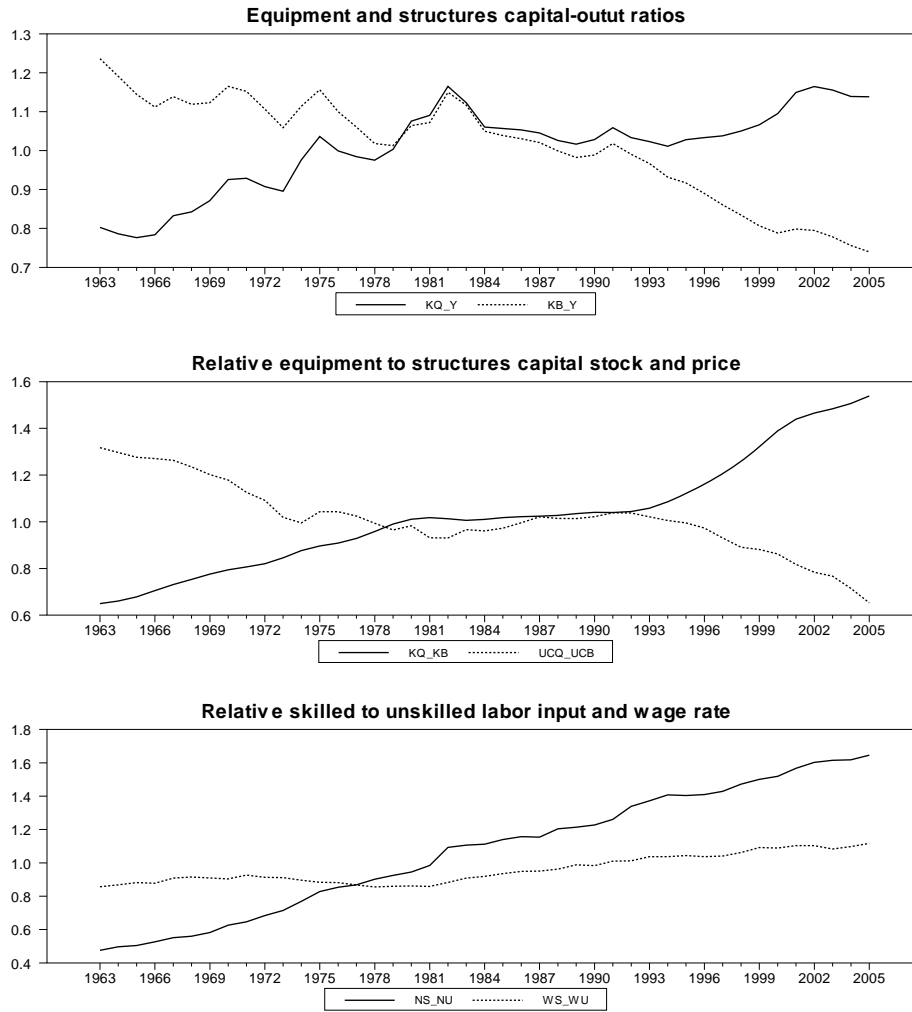 Equipment and structures capital-outut ratios
1.3
1.2
1.1
1.0
0.9
0.8
0.7
1963 1966 1969 1972 1975 1978 1981 1984 1987 1990 1993 1996 1999 2002 2005
KQ_Y KB_Y
Relative equipment to structures capital stock and price
1.6
1.4
1.2
1.0
0.8
0.6
1963 1966 1969 1972 1975 1978 1981 1984 1987 1990 1993 1996 1999 2002 2005
KQ_KB UCQ_UCB
Relative skilled to unskilled labor input and wage rate
1.8
1.6
1.4
1.2
1.0
0.8
0.6
0.4
1963 1966 1969 1972 1975 1978 1981 1984 1987 1990 1993 1996 1999 2002 2005
NS_NU WS_WU